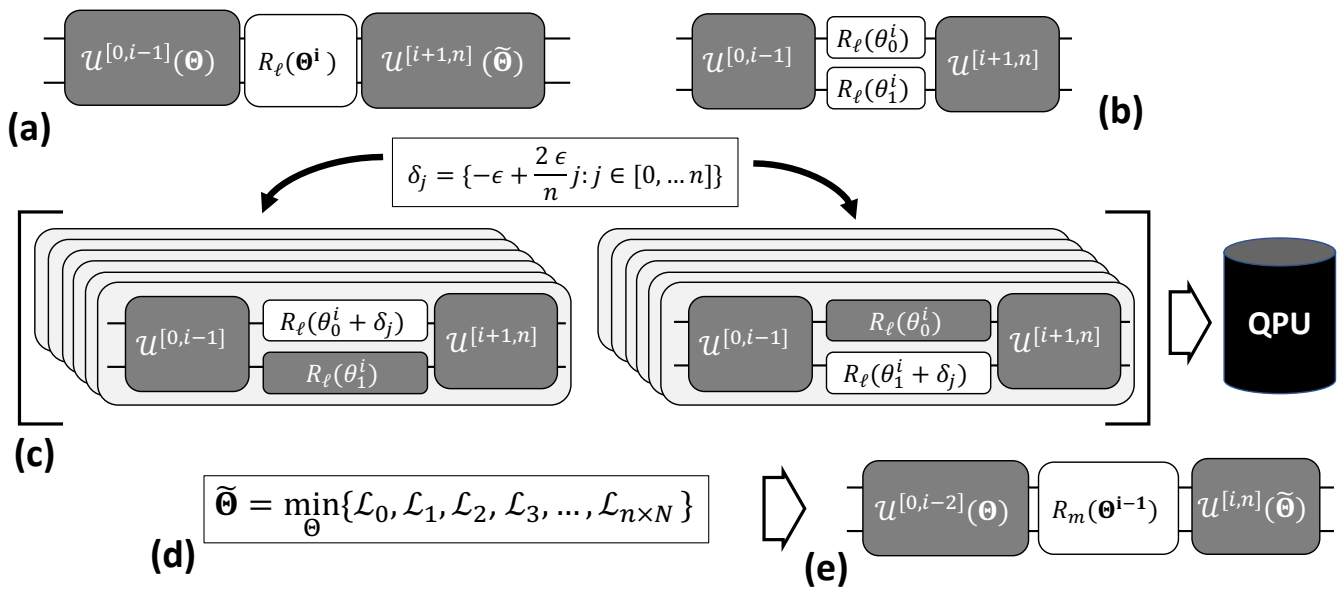 𝒰^{[0,i−1]}(𝚯) R_ℓ(𝚯^𝐢) 𝒰^{[i+1,n]}(𝚯̃)
(a)
𝒰^{[0,i−1]} R_ℓ(θ_0^i) R_ℓ(θ_1^i) 𝒰^{[i+1,n]}
(b)
δ_j = {−ϵ + \frac{2 ϵ}{n} j: j ∈ [0, … n]}
𝒰^{[0,i−1]} R_ℓ(θ_0^i + δ_j) R_ℓ(θ_1^i) 𝒰^{[i+1,n]}
𝒰^{[0,i−1]} R_ℓ(θ_0^i) R_ℓ(θ_1^i + δ_j) 𝒰^{[i+1,n]}
QPU
(c)
𝚯̃ = \min_Θ{ℒ_0, ℒ_1, ℒ_2, ℒ_3, … , ℒ_{n×N} }
(d)
𝒰^{[0,i−2]}(𝚯) R_m(𝚯^{𝐢−𝟏}) 𝒰^{[i,n]}(𝚯̃)
(e)